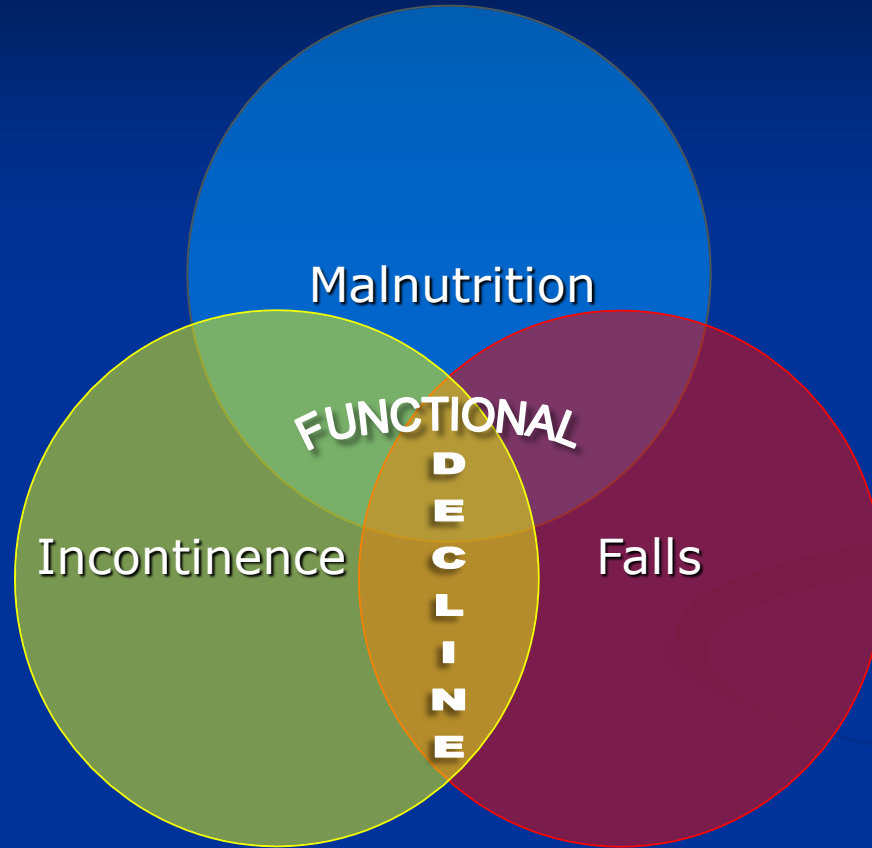 Malnutrition
FUNCTIONAL
DECLINE
Incontinence
Falls